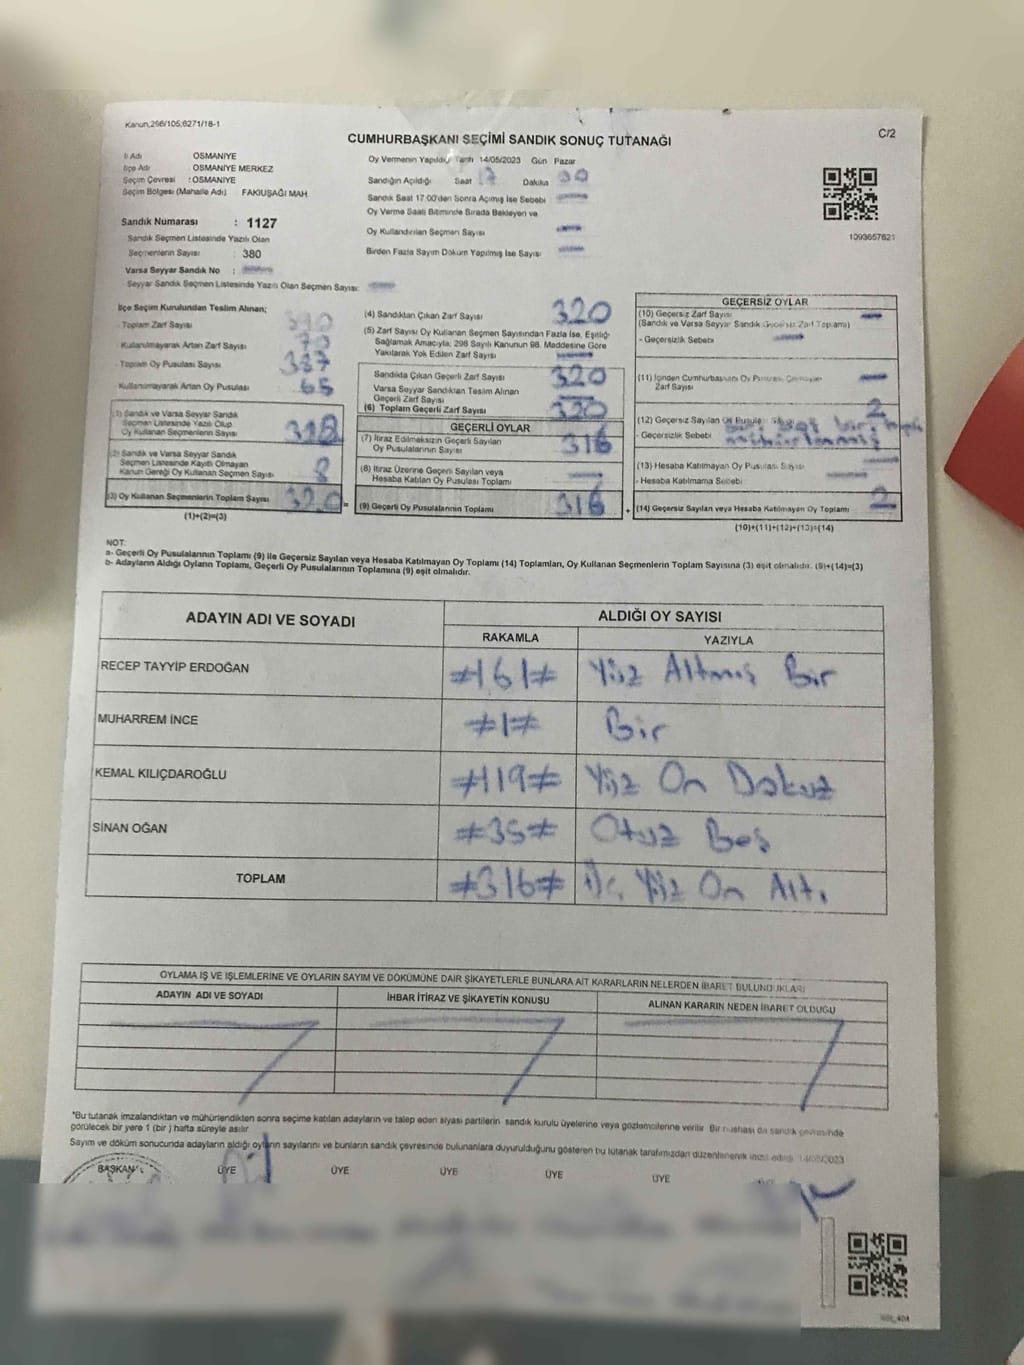 Kanun,298/105;6271/18-1
C/2
CUMHURBAŞKANI SEÇİMİ SANDIK SONUÇ TUTANAĞI
İl Adı OSMANİYE
İlçe Adı OSMANİYE MERKEZ
Seçim Çevresi : OSMANİYE
Seçim Bölgesi (Mahalle Adı) FAKIUŞAĞI MAH.
Sandık Numarası : 1127
Sandık Seçmen Listesinde Yazılı Olan
Seçmenlerin Sayısı : 380
Varsa Seyyar Sandık No :
Seyyar Sandık Seçmen Listesinde Yazılı Olan Seçmen Sayısı:
Oy Vermenin Yapıldığı Tarih 14/05/2023 Gün Pazar
Sandığın Açıldığı Saat 17 Dakika 30
Sandık Saat 17:00'den Sonra Açılmış İse Sebebi
Oy Verme Saati Bitiminde Sırada Bekleyen ve
Oy Kullandırılan Seçmen Sayısı
Birden Fazla Sayım Döküm Yapılmış İse Sayısı
1093657821
İlçe Seçim Kurulundan Teslim Alınan;
- Toplam Zarf Sayısı 390
- Kullanılmayarak Artan Zarf Sayısı 70
- Toplam Oy Pusulası Sayısı
- Kullanılmayarak Artan Oy Pusulası 65
(1) Sandık ve Varsa Seyyar Sandık
Seçmen Listesinde Yazılı Olup
Oy Kullanan Seçmenlerin Sayısı
(2) Sandık ve Varsa Seyyar Sandık
Seçmen Listesinde Kayıtlı Olmayan
Kanun Gereği Oy Kullanan Seçmen Sayısı 8
(3) Oy Kullanan Seçmenlerin Toplam Sayısı 320 =
(1)+(2)=(3)
(4) Sandıktan Çıkan Zarf Sayısı 320
(5) Zarf Sayısı Oy Kullanan Seçmen Sayısından Fazla İse, Eşitliği
Sağlamak Amacıyla, 298 Sayılı Kanunun 98. Maddesine Göre
Yakılarak Yok Edilen Zarf Sayısı
Sandıkta Çıkan Geçerli Zarf Sayısı 320
Varsa Seyyar Sandıktan Teslim Alınan
Geçerli Zarf Sayısı
(6) Toplam Geçerli Zarf Sayısı 320
GEÇERLİ OYLAR
(7) İtiraz Edilmeksizin Geçerli Sayılan
Oy Pusulalarının Sayısı 316
(8) İtiraz Üzerine Geçerli Sayılan veya
Hesaba Katılan Oy Pusulası Toplamı
(9) Geçerli Oy Pusulalarının Toplamı 316 +
GEÇERSİZ OYLAR
(10) Geçersiz Zarf Sayısı
(Sandık ve Varsa Seyyar Sandık Geçersiz Zarf Toplamı)
- Geçersizlik Sebebi
(11) İçinden Cumhurbaşkanı Oy Pusulası Çıkmayan
Zarf Sayısı
(12) Geçersiz Sayılan Oy Pusulası Sayısı 2
- Geçersizlik Sebebi
(13) Hesaba Katılmayan Oy Pusulası Sayısı
- Hesaba Katılmama Sebebi
(14) Geçersiz Sayılan veya Hesaba Katılmayan Oy Toplamı 2
(10)+(11)+(12)+(13)=(14)
NOT:
a- Geçerli Oy Pusulalarının Toplamı (9) ile Geçersiz Sayılan veya Hesaba Katılmayan Oy Toplamı (14) Toplamları, Oy Kullanan Seçmenlerin Toplam Sayısına (3) eşit olmalıdır. (9)+(14)=(3)
b- Adayların Aldığı Oyların Toplamı, Geçerli Oy Pusulalarının Toplamına (9) eşit olmalıdır.
ADAYIN ADI VE SOYADI ALDIĞI OY SAYISI
RAKAMLA YAZIYLA
RECEP TAYYİP ERDOĞAN ≠161≠ Yüz Altmış Bir
MUHARREM İNCE ≠1≠ Bir
KEMAL KILIÇDAROĞLU ≠119≠ Yüz On Dokuz
SİNAN OĞAN ≠35≠ Otuz Beş
TOPLAM ≠316≠ Üç Yüz On Altı
OYLAMA İŞ VE İŞLEMLERİNE VE OYLARIN SAYIM VE DÖKÜMÜNE DAİR ŞİKAYETLERLE BUNLARA AİT KARARLARIN NELERDEN İBARET BULUNDUKLARI
ADAYIN ADI VE SOYADI İHBAR İTİRAZ VE ŞİKAYETİN KONUSU ALINAN KARARIN NEDEN İBARET OLDUĞU
*Bu tutanak imzalandıktan ve mühürlendikten sonra seçime katılan adayların ve talep eden siyasi partilerin sandık kurulu üyelerine veya gözlemcilerine verilir. Bir nüshası da sandık çevresinde
görülecek bir yere 1 (bir) hafta süreyle asılır.
Sayım ve döküm sonucunda adayların aldığı oyların sayılarını ve bunların sandık çevresinde bulunanlara duyurulduğunu gösteren bu tutanak tarafımızdan düzenlenerek imza edildi. 14/05/2023
BAŞKAN ÜYE ÜYE ÜYE ÜYE ÜYE